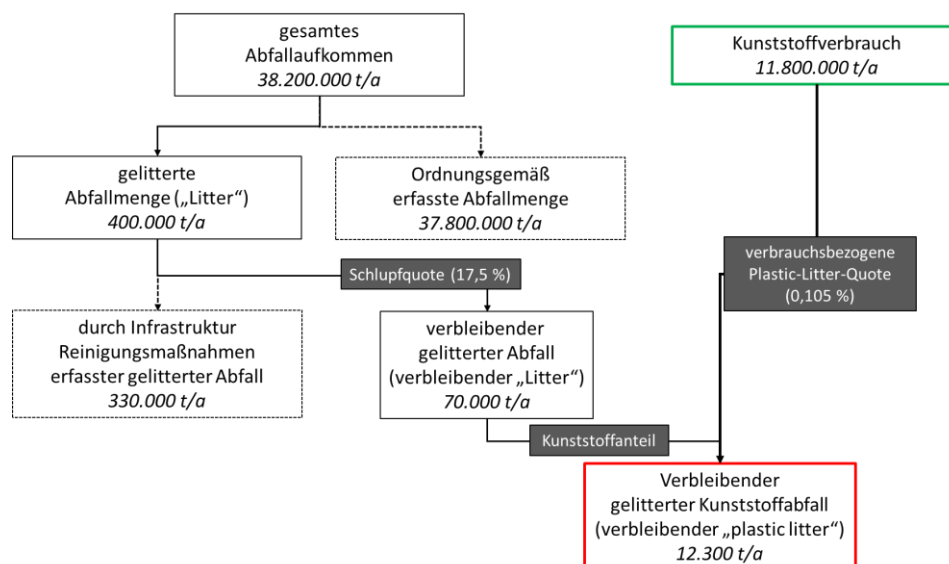 gesamtes
Abfallaufkommen
38.200.000 t/a
Kunststoffverbrauch
11.800.000 t/a
gelitterte
Abfallmenge („Litter“)
400.000 t/a
Ordnungsgemäß
erfasste Abfallmenge
37.800.000 t/a
verbrauchsbezogene
Plastic-Litter-Quote
(0,105 %)
Schlupfquote (17,5 %)
durch Infrastruktur
Reinigungsmaßnahmen
erfasster gelitterter Abfall
330.000 t/a
verbleibender
gelitterter Abfall
(verbleibender „Litter“)
70.000 t/a
Kunststoffanteil
Verbleibender
gelitterter Kunststoffabfall
(verbleibender „plastic litter“)
12.300 t/a